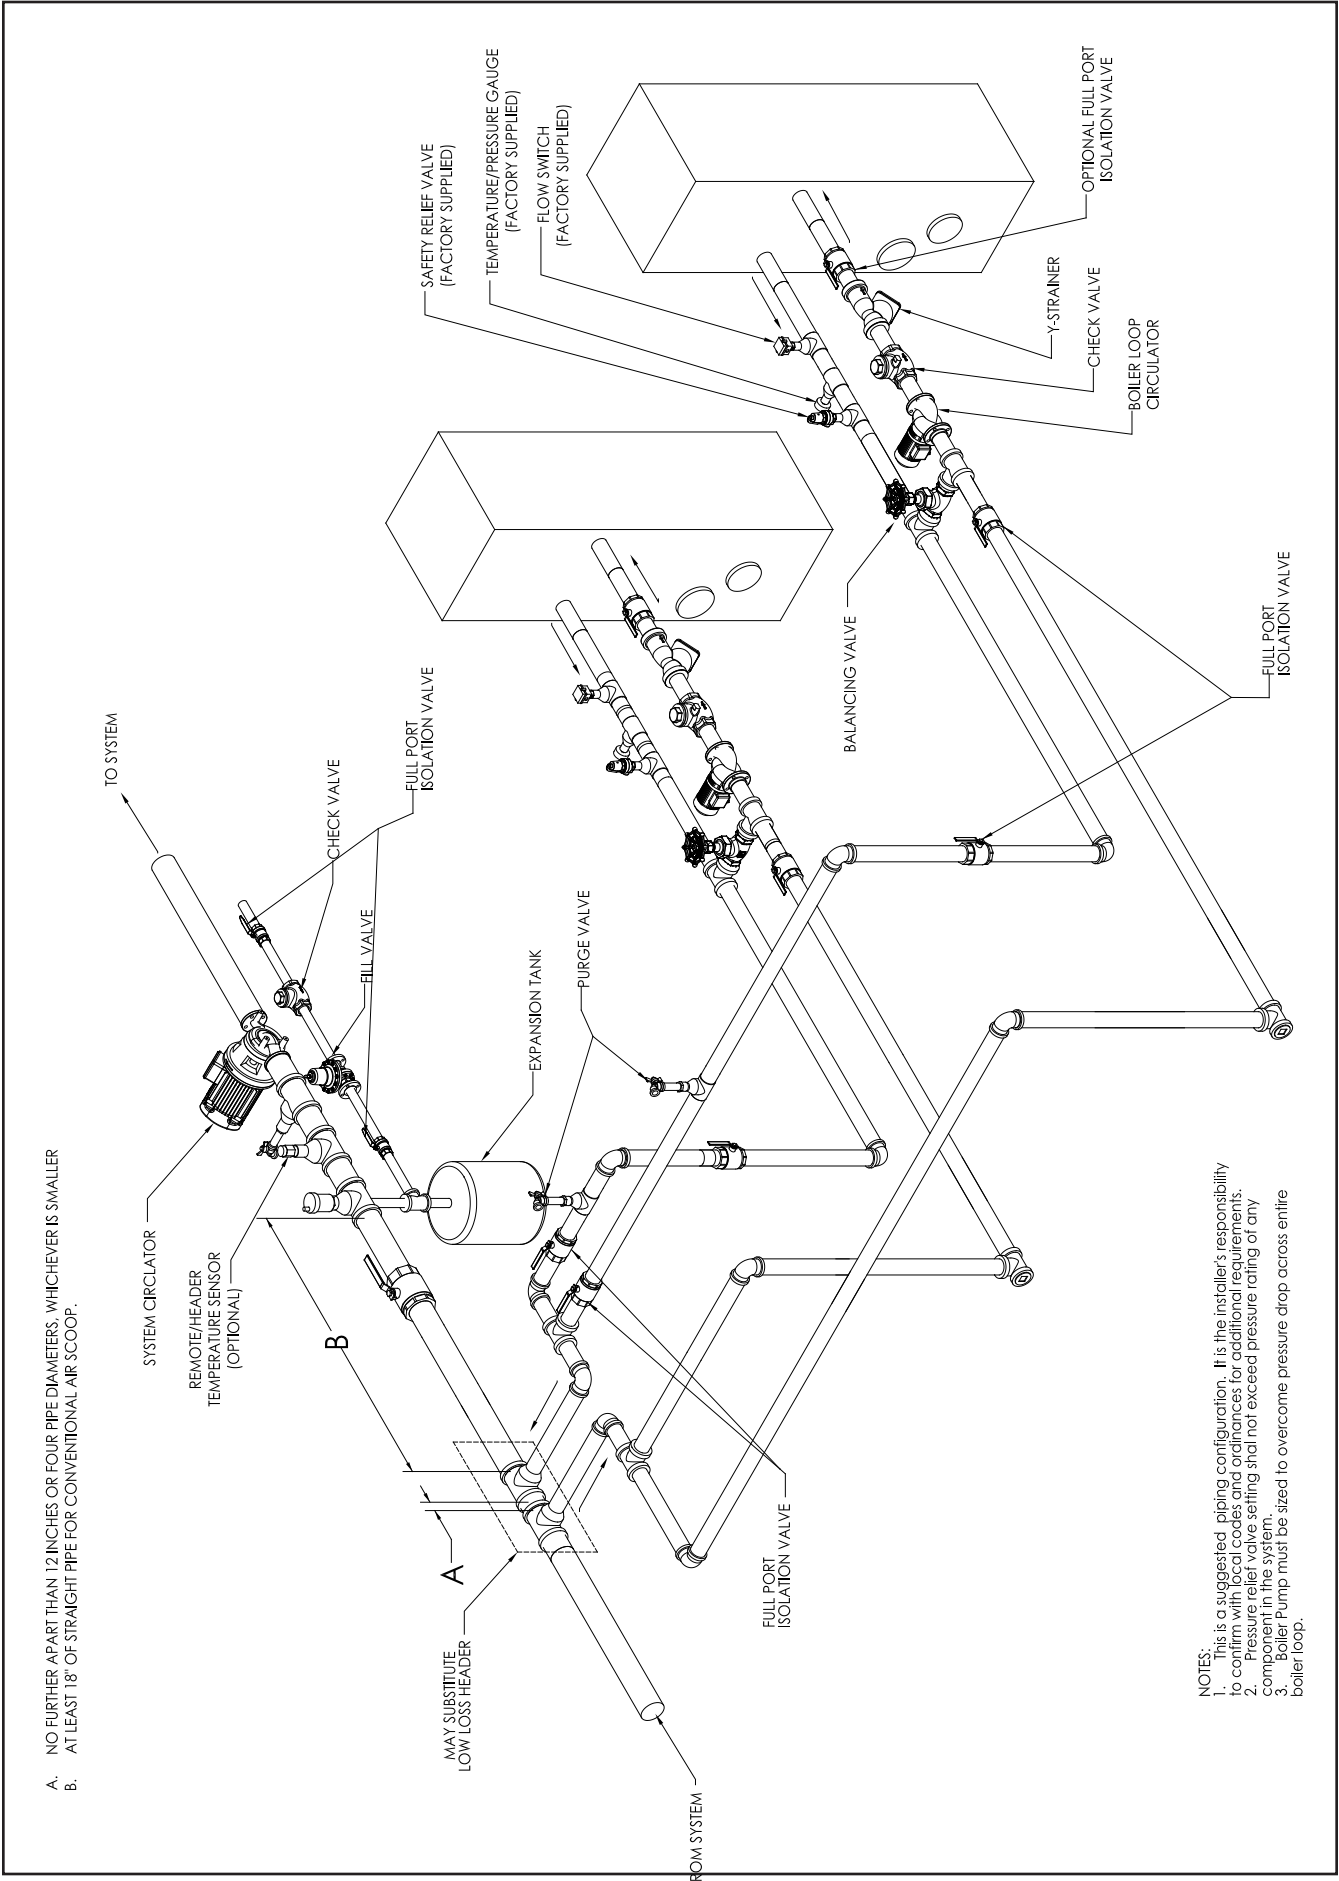 A. NO FURTHER APART THAN 12 INCHES OR FOUR PIPE DIAMETERS, WHICHEVER IS SMALLER
B. AT LEAST 18" OF STRAIGHT PIPE FOR CONVENTIONAL AIR SCOOP.
TO SYSTEM
SYSTEM CIRCLATOR
REMOTE/HEADER
TEMPERATURE SENSOR
(OPTIONAL)
CHECK VALVE
FULL PORT
ISOLATION VALVE
FILL VALVE
B
A
EXPANSION TANK
PURGE VALVE
MAY SUBSTITUTE
LOW LOSS HEADER
ROM SYSTEM
FULL PORT
ISOLATION VALVE
SAFETY RELIEF VALVE
(FACTORY SUPPLIED)
TEMPERATURE/PRESSURE GAUGE
(FACTORY SUPPLIED)
FLOW SWITCH
(FACTORY SUPPLIED)
BALANCING VALVE
OPTIONAL FULL PORT
ISOLATION VALVE
Y-STRAINER
CHECK VALVE
BOILER LOOP
CIRCULATOR
FULL PORT
ISOLATION VALVE
NOTES:
1. This is a suggested piping configuration. It is the installer's responsibility
to confirm with local codes and ordinances for additional requirements.
2. Pressure relief valve setting shall not exceed pressure rating of any
component in the system.
3. Boiler Pump must be sized to overcome pressure drop across entire
boiler loop.